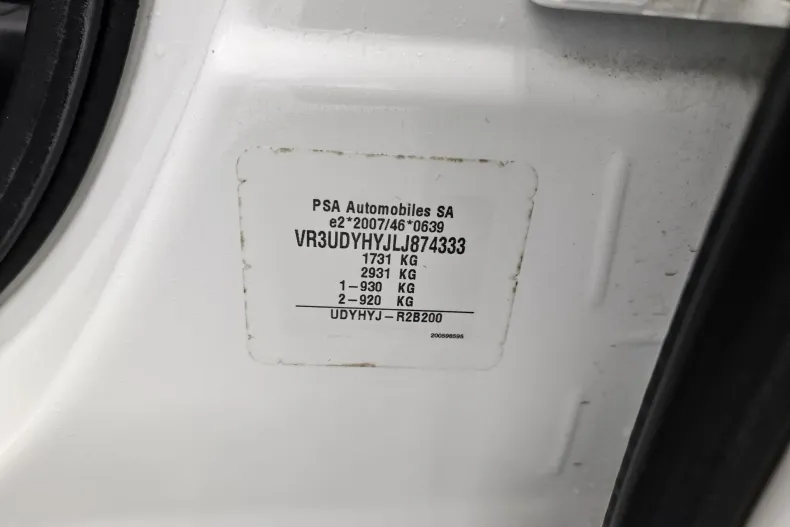 PSA Automobiles SA
e2*2007/46*0639
VR3UDYHYJLJ874333
1731 KG
2931 KG
1-930 KG
2-920 KG
UDYHYJ-R2B200
200598595